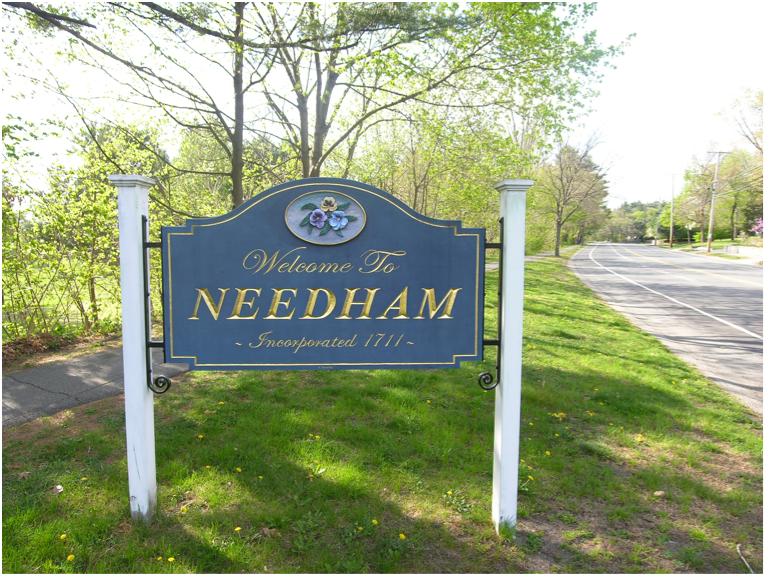 Welcome To
NEEDHAM
~ Incorporated 1711 ~